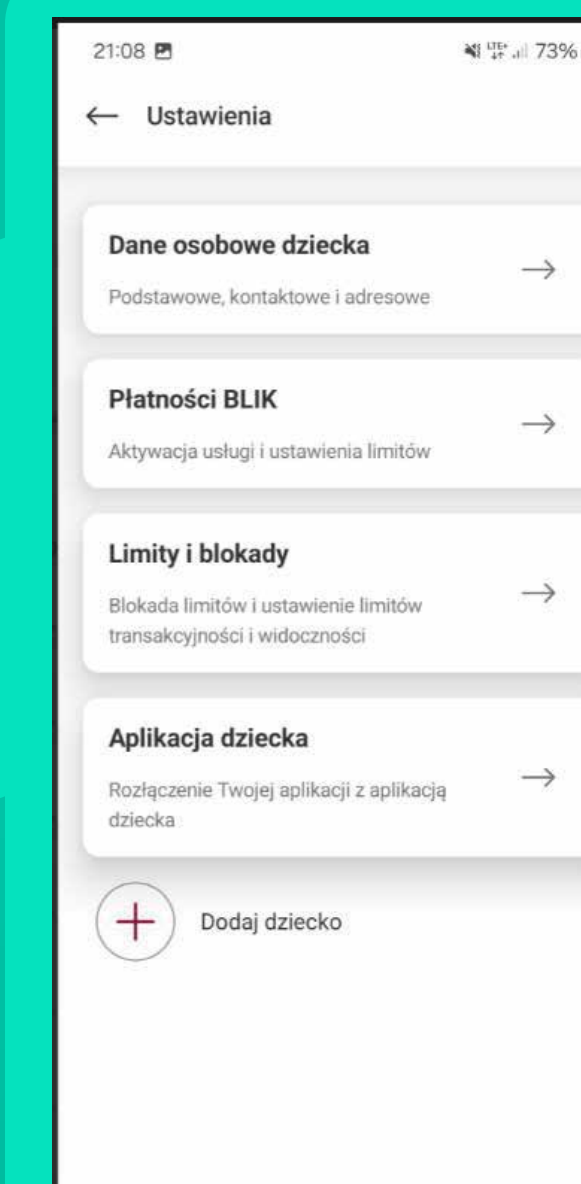 21:08 LTE+ 73%
Ustawienia
Dane osobowe dziecka
Podstawowe, kontaktowe i adresowe
Płatności BLIK
Aktywacja usługi i ustawienia limitów
Limity i blokady
Blokada limitów i ustawienie limitów
transakcyjności i widoczności
Aplikacja dziecka
Rozłączenie Twojej aplikacji z aplikacją
dziecka
Dodaj dziecko